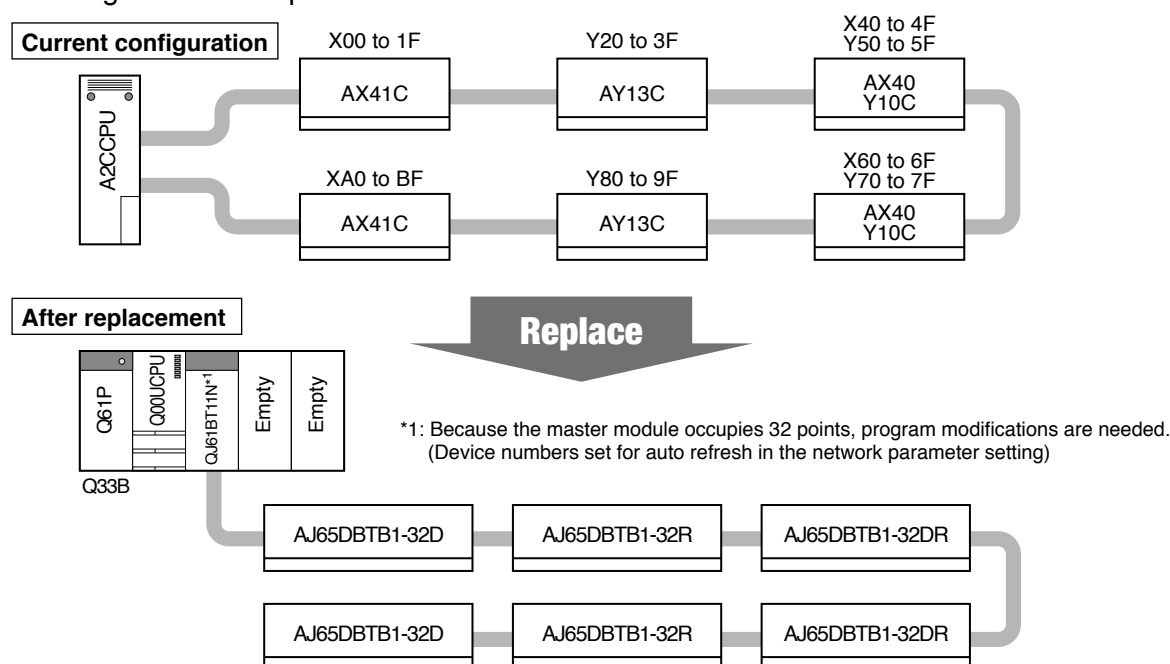 Current configuration
X00 to 1F
Y20 to 3F
X40 to 4F
Y50 to 5F
A2CCPU
AX41C
AY13C
AX40
Y10C
XA0 to BF
Y80 to 9F
X60 to 6F
Y70 to 7F
AX41C
AY13C
AX40
Y10C
After replacement
Replace
Q61P
Q00UCPU
QJ61BT11N*1
Empty
Empty
*1: Because the master module occupies 32 points, program modifications are needed.
(Device numbers set for auto refresh in the network parameter setting)
Q33B
AJ65DBTB1-32D
AJ65DBTB1-32R
AJ65DBTB1-32DR
AJ65DBTB1-32D
AJ65DBTB1-32R
AJ65DBTB1-32DR